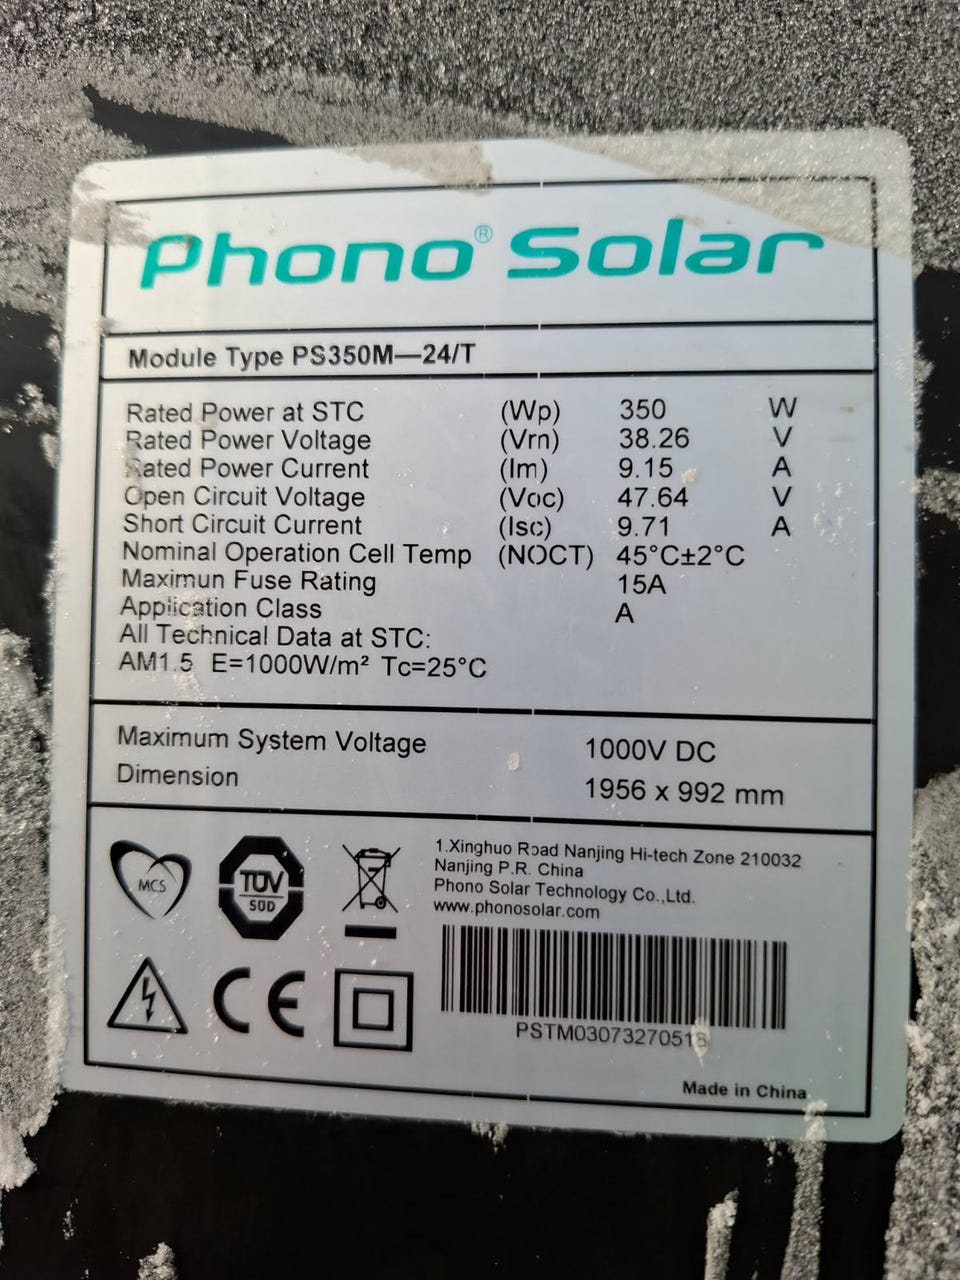 Phono® Solar
Module Type PS350M—24/T
Rated Power at STC (Wp) 350 W
Rated Power Voltage (Vm) 38.26 V
Rated Power Current (Im) 9.15 A
Open Circuit Voltage (Voc) 47.64 V
Short Circuit Current (Isc) 9.71 A
Nominal Operation Cell Temp (NOCT) 45°C±2°C
Maximun Fuse Rating 15A
Application Class A
All Technical Data at STC:
AM1.5 E=1000W/m² Tc=25°C
Maximum System Voltage 1000V DC
Dimension 1956 x 992 mm
MCS
TÜV
SÜD
1.Xinghuo Road Nanjing Hi-tech Zone 210032
Nanjing P.R. China
Phono Solar Technology Co.,Ltd.
www.phonosolar.com
CE
PSTM03073270518
Made in China